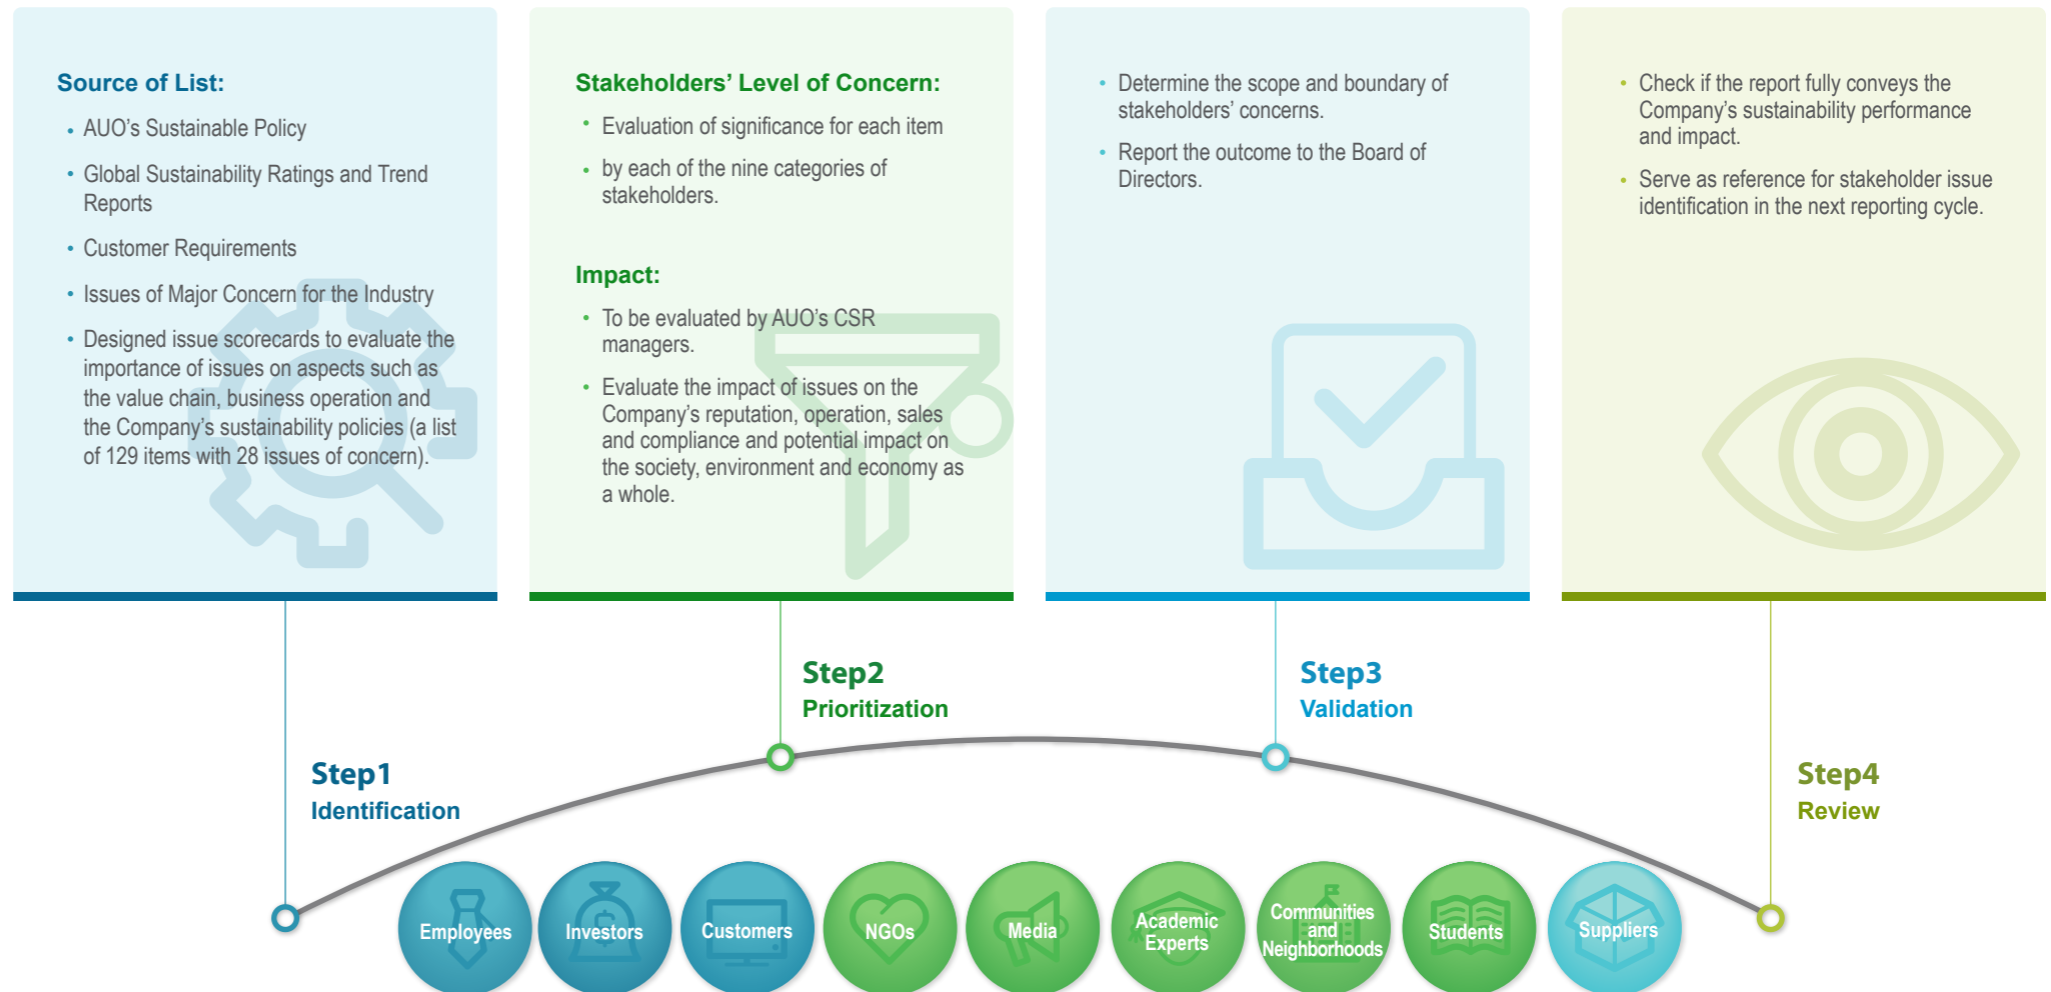 Source of List:
• AUO's Sustainable Policy
• Global Sustainability Ratings and Trend
Reports
• Customer Requirements
• Issues of Major Concern for the Industry
• Designed issue scorecards to evaluate the
importance of issues on aspects such as
the value chain, business operation and
the Company's sustainability policies (a list
of 129 items with 28 issues of concern).
Stakeholders' Level of Concern:
• Evaluation of significance for each item
• by each of the nine categories of
stakeholders.
Impact:
• To be evaluated by AUO's CSR
managers.
• Evaluate the impact of issues on the
Company's reputation, operation, sales
and compliance and potential impact on
the society, environment and economy as
a whole.
• Determine the scope and boundary of
stakeholders' concerns.
• Report the outcome to the Board of
Directors.
• Check if the report fully conveys the
Company's sustainability performance
and impact.
• Serve as reference for stakeholder issue
identification in the next reporting cycle.
Step1
Identification
Step2
Prioritization
Step3
Validation
Step4
Review
Employees
Investors
Customers
NGOs
Media
Academic
Experts
Communities
and
Neighborhoods
Students
Suppliers